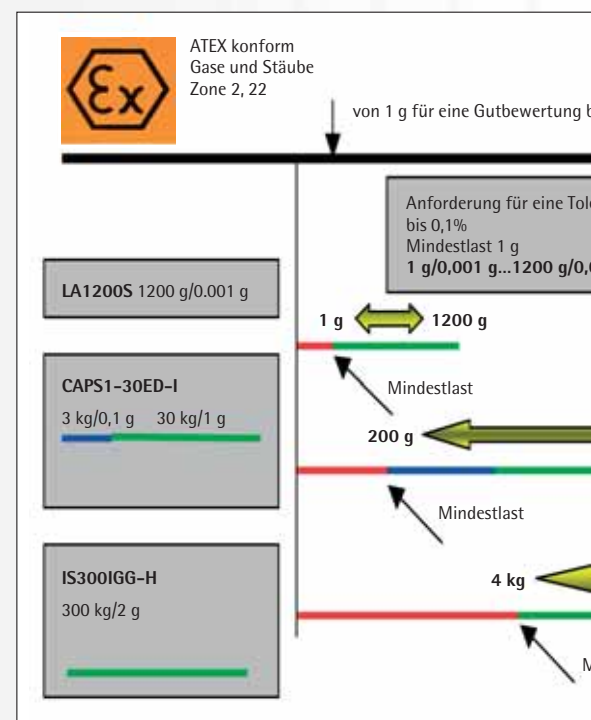 Ex
ATEX konform
Gase und Stäube
Zone 2, 22
von 1 g für eine Gutbewertung
Anforderung für eine
bis 0,1%
Mindestlast 1 g
1 g/0,001 g...1200 g
LA1200S 1200 g/0.001 g
1 g 1200 g
Mindestlast
CAPS1-30ED-I
3 kg/0,1 g 30 kg/1 g
200 g
Mindestlast
IS300IGG-H
300 kg/2 g
4 kg